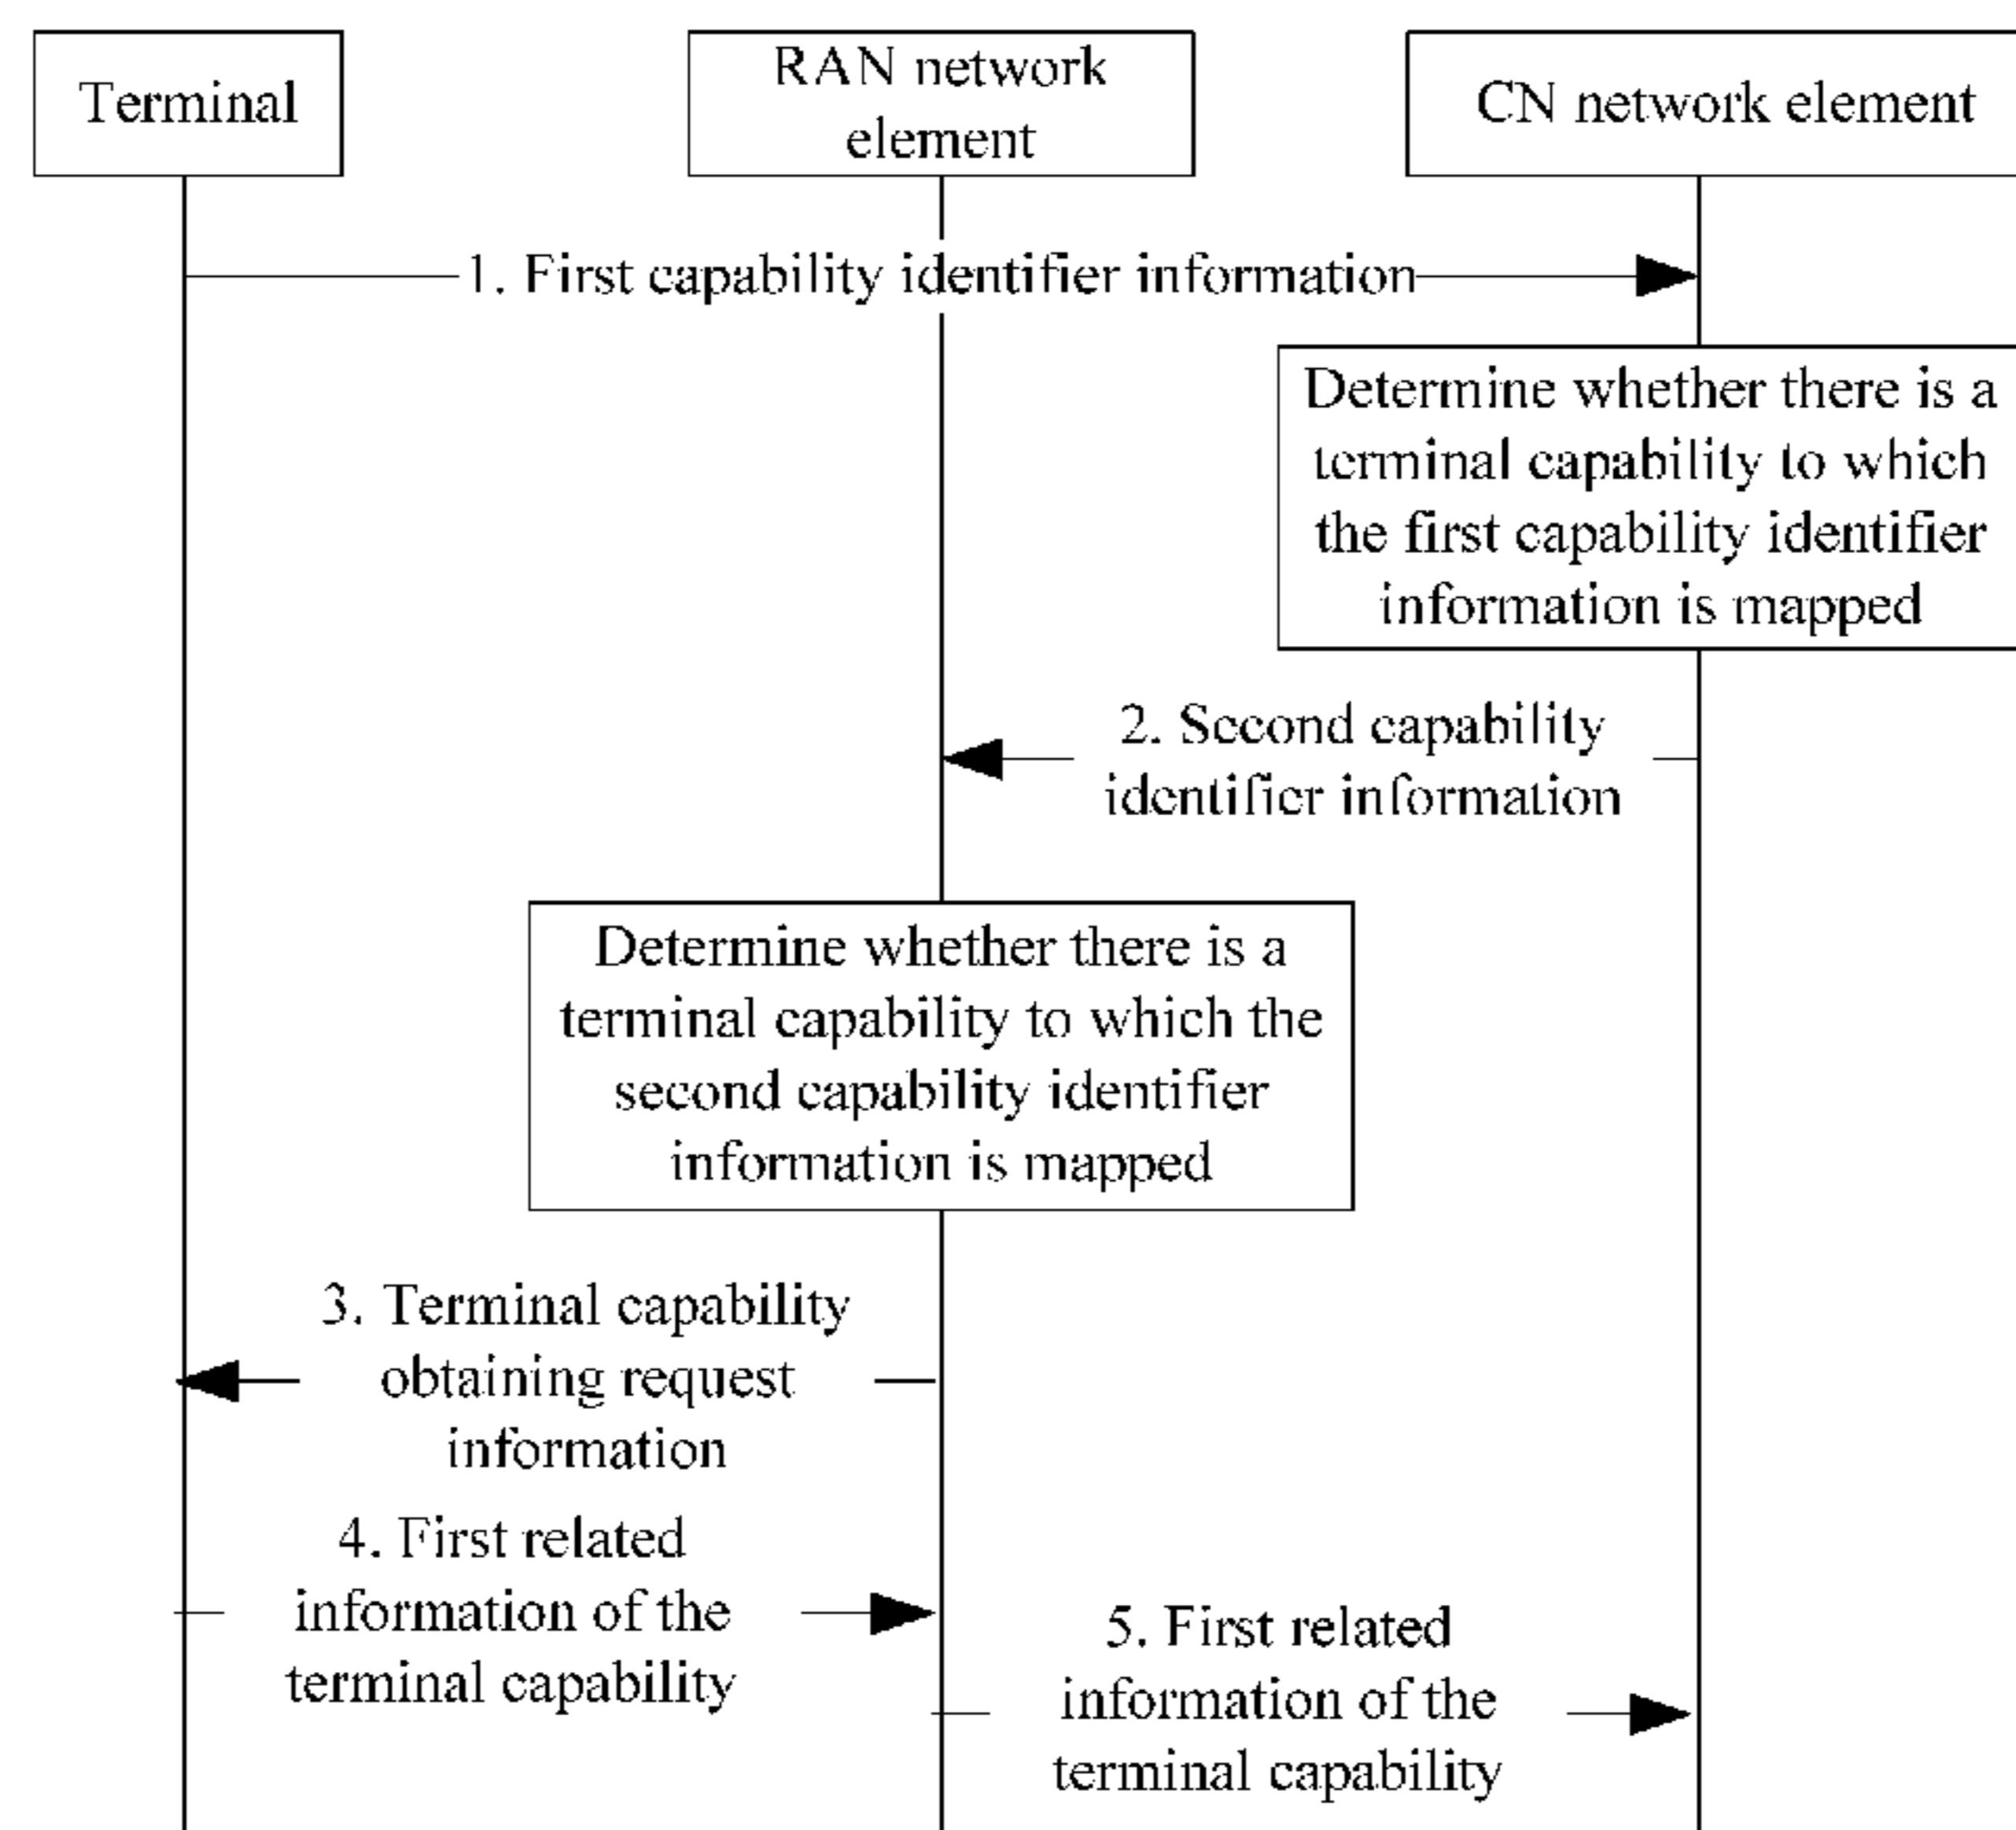 Terminal
RAN network
element
CN network element
1. First capability identifier information
Determine whether there is a
terminal capability to which
the first capability identifier
information is mapped
2. Second capability
identifier information
Determine whether there is a
terminal capability to which the
second capability identifier
information is mapped
3. Terminal capability
obtaining request
information
4. First related
information of the
terminal capability
5. First related
information of the
terminal capability